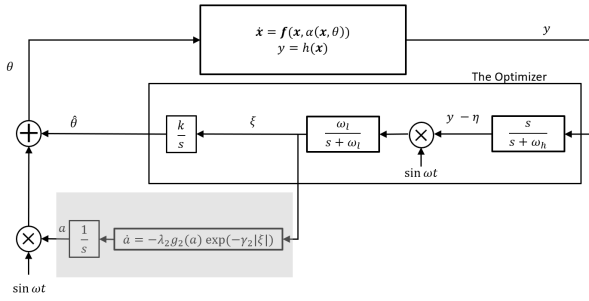 ẋ = f(x, α(x, θ))
y = h(x)
y
θ
The Optimizer
θ̂
k/s
ξ
ω_l/(s + ω_l)
y − η
s/(s + ω_h)
sin ωt
a
1/s
ȧ = −λ₂g₂(a) exp(−γ₂|ξ|)
sin ωt